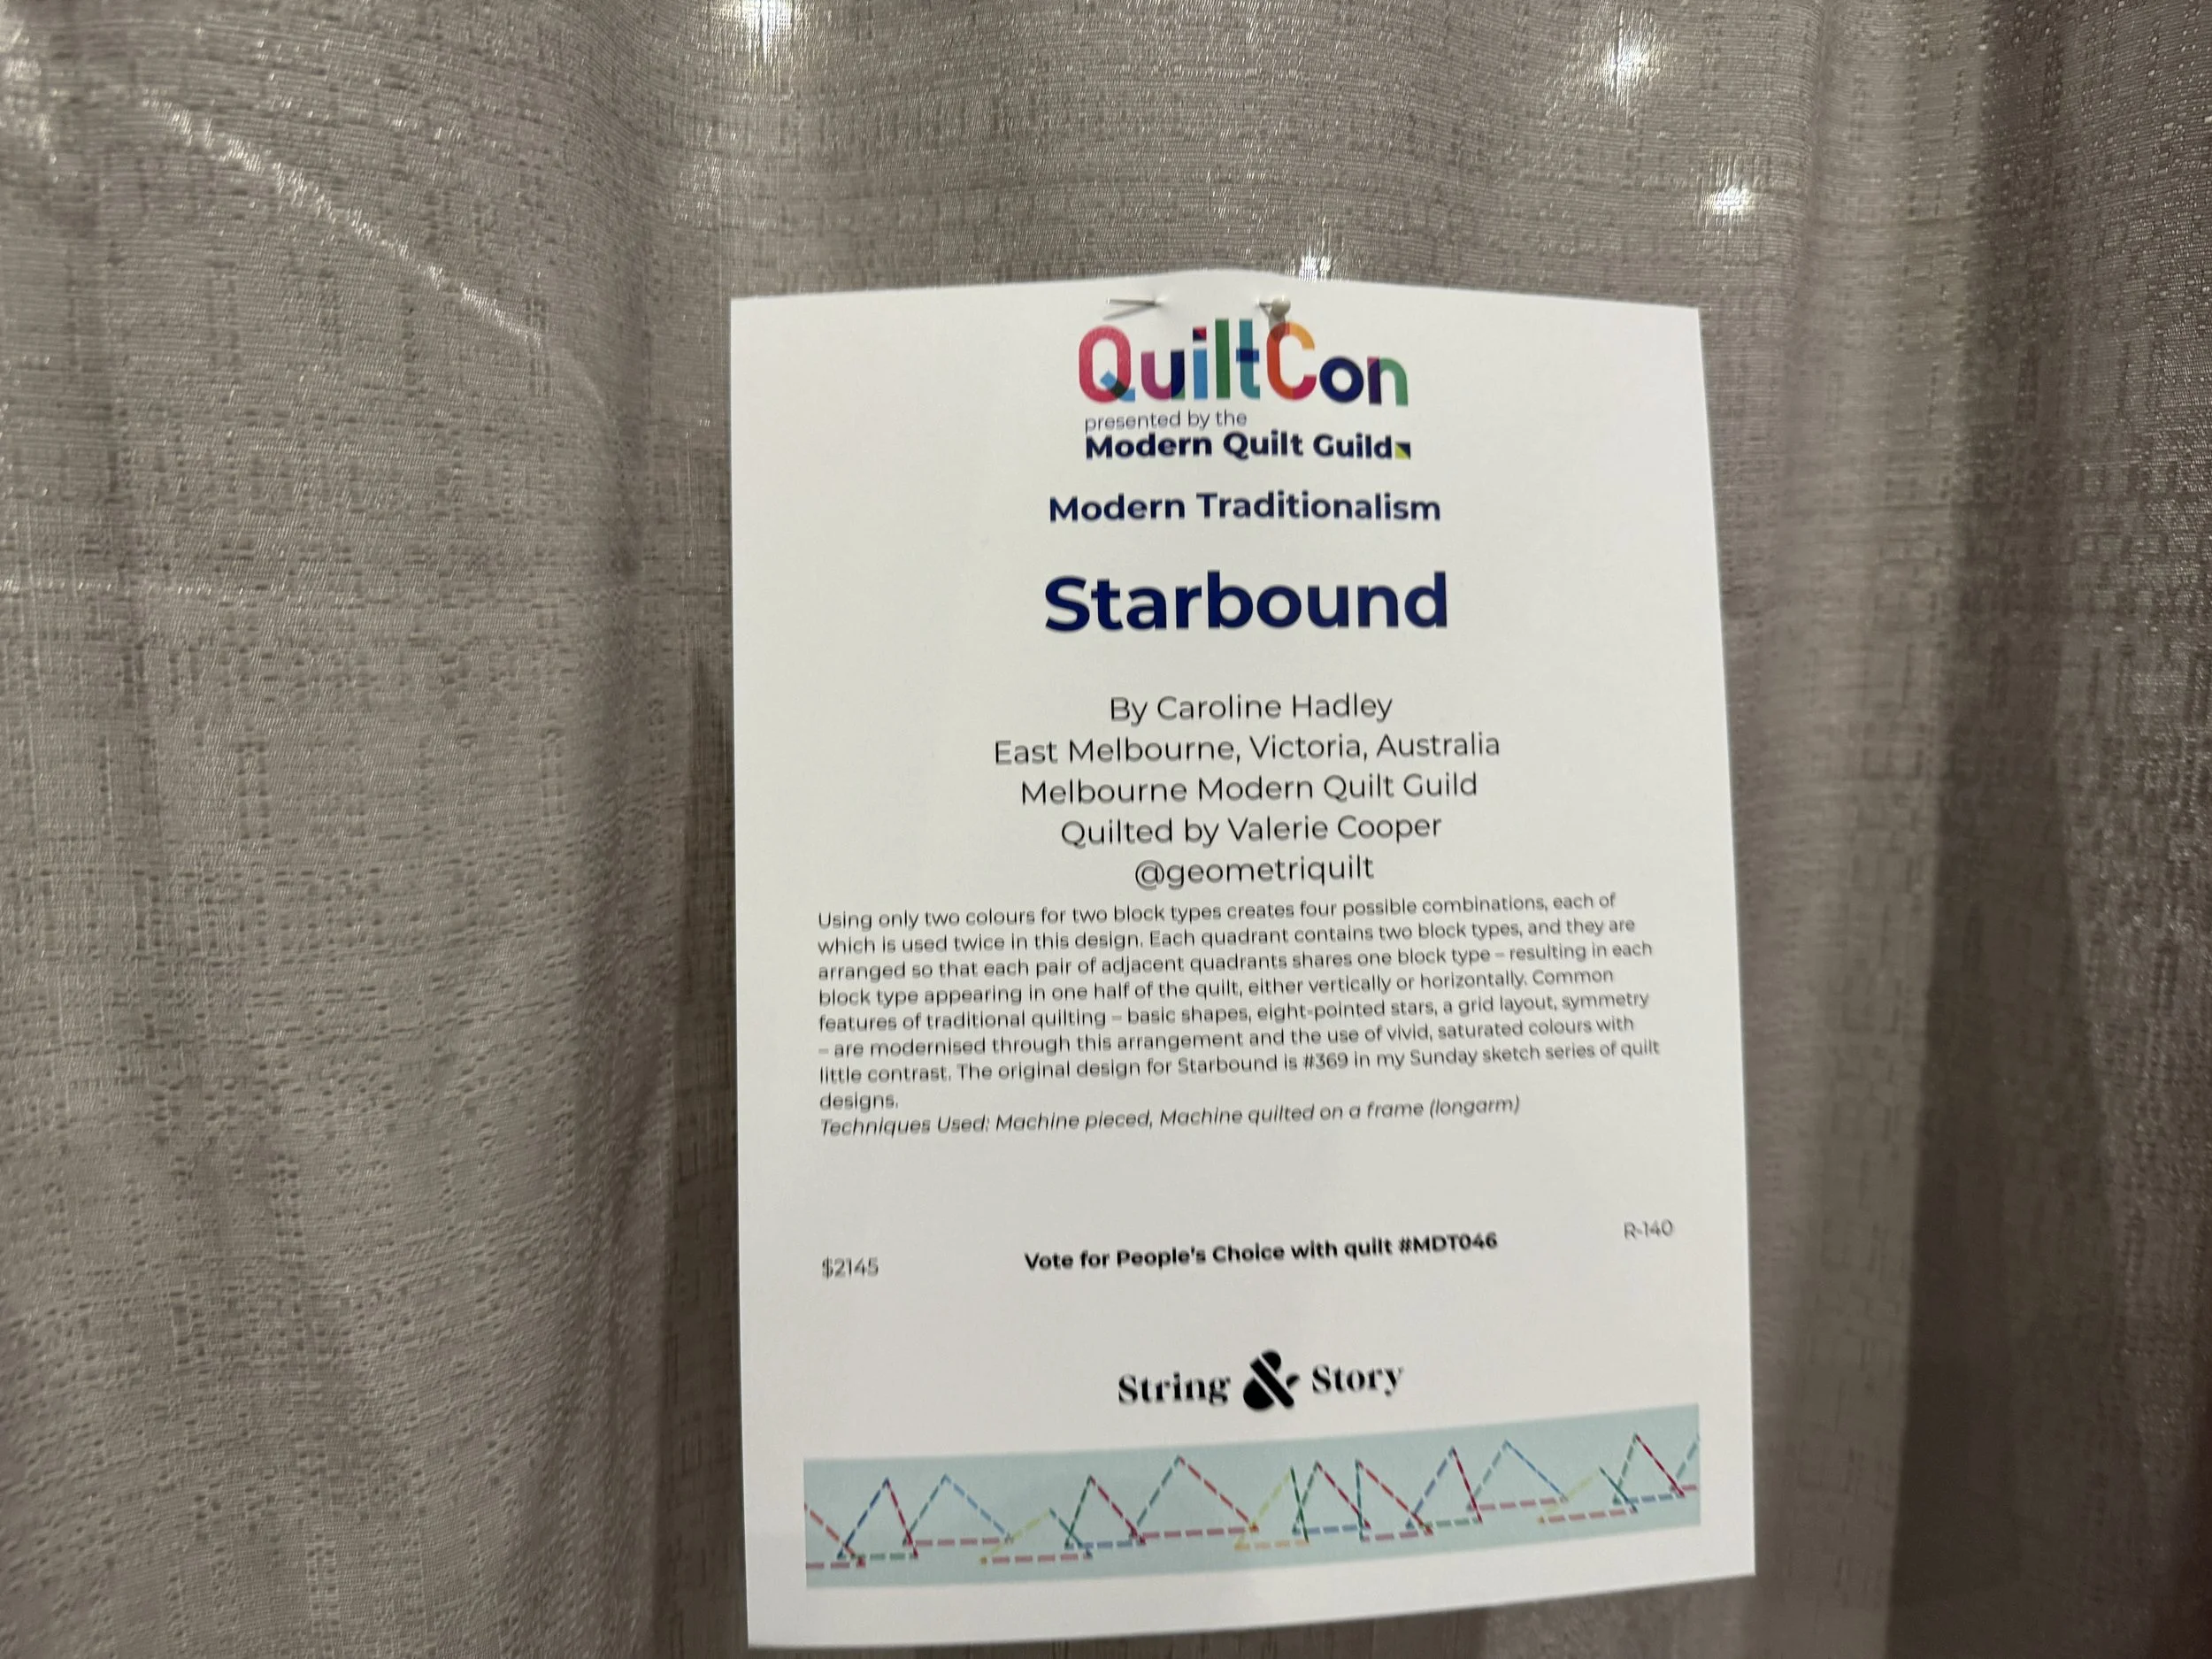 QuiltCon
presented by the
Modern Quilt Guild
Modern Traditionalism
Starbound
By Caroline Hadley
East Melbourne, Victoria, Australia
Melbourne Modern Quilt Guild
Quilted by Valerie Cooper
@geometriquilt
Using only two colours for two block types creates four possible combinations, each of
which is used twice in this design. Each quadrant contains two block types, and they are
arranged so that each pair of adjacent quadrants shares one block type – resulting in each
block type appearing in one half of the quilt, either vertically or horizontally. Common
features of traditional quilting – basic shapes, eight-pointed stars, a grid layout, symmetry
– are modernised through this arrangement and the use of vivid, saturated colours with
little contrast. The original design for Starbound is #369 in my Sunday sketch series of quilt
designs.
Techniques Used: Machine pieced, Machine quilted on a frame (longarm)
$2145
Vote for People's Choice with quilt #MDT046
R-140
String & Story